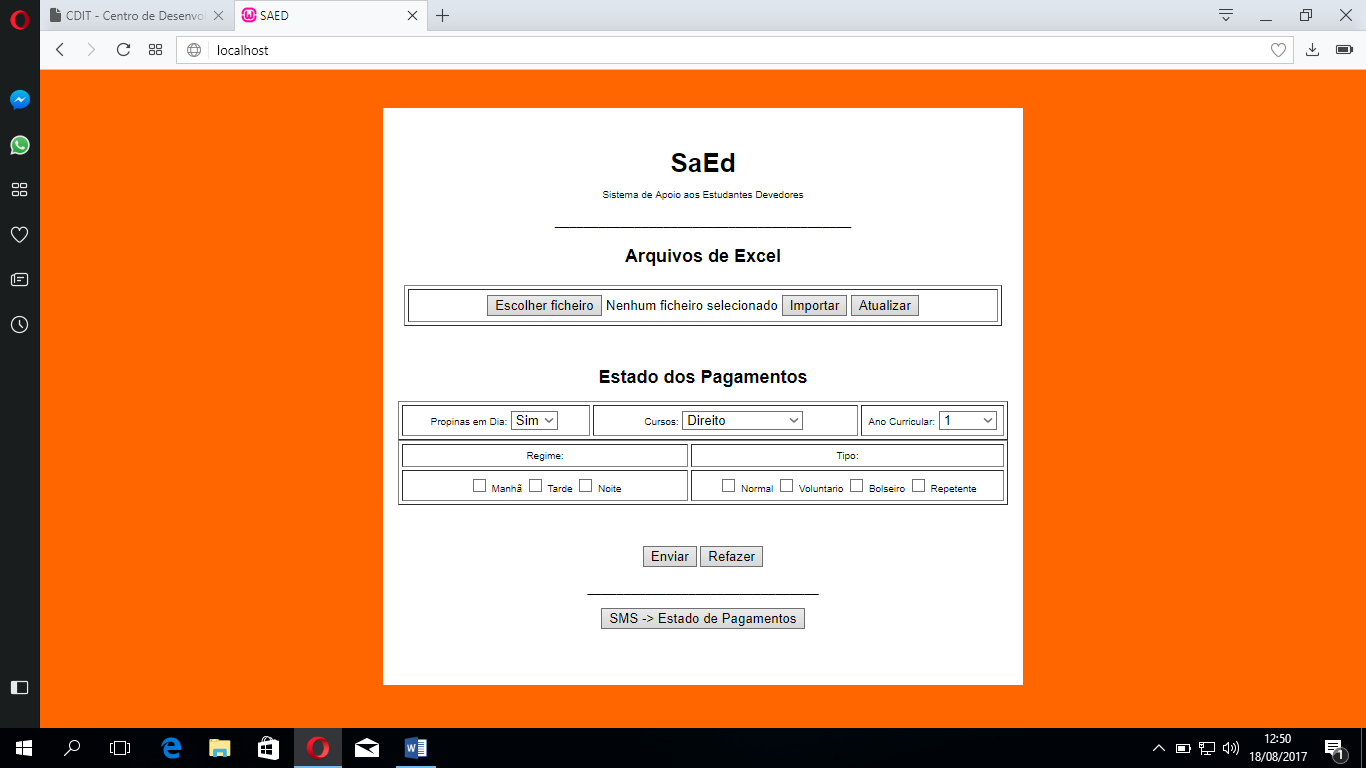 CDIT - Centro de Desenvol
SAED
localhost
SaEd
Sistema de Apoio aos Estudantes Devedores
Arquivos de Excel
Escolher ficheiro Nenhum ficheiro selecionado Importar Atualizar
Estado dos Pagamentos
Propinas em Dia: Sim Cursos: Direito Ano Curricular: 1
Regime: Tipo:
Manhã Tarde Noite Normal Voluntario Bolseiro Repetente
Enviar Refazer
SMS -> Estado de Pagamentos
12:50
18/08/2017
1